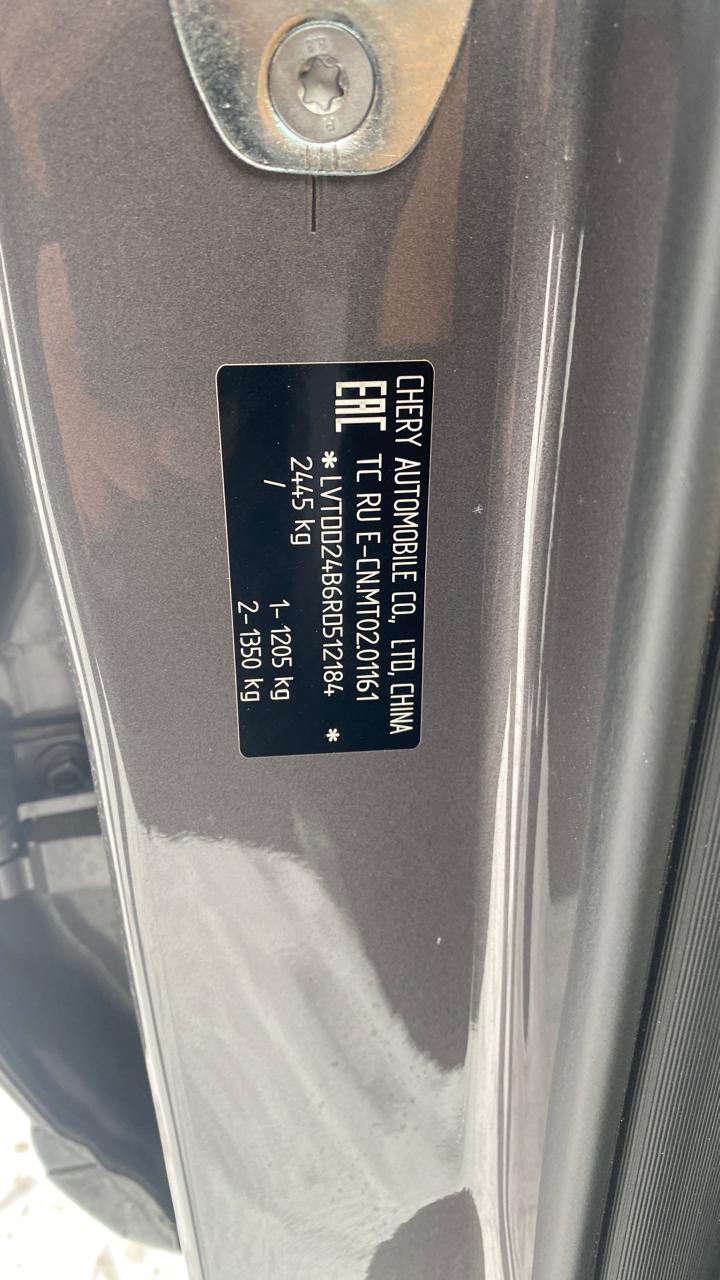 CHERY AUTOMOBILE CO., LTD, CHINA
EAC TC RU E-CN.MT02.01161
*LVTDD24B6RD512184 *
2445 kg
/ 1- 1205 kg
2- 1350 kg